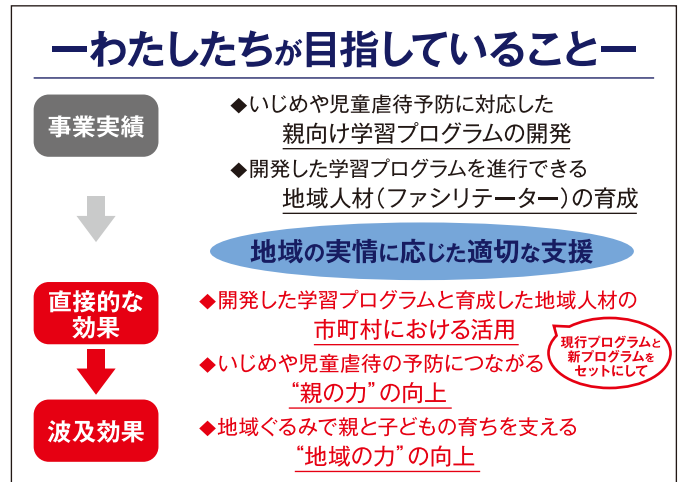 ーわたしたちが目指していることー
事業実績
◆いじめや児童虐待予防に対応した
親向け学習プログラムの開発
◆開発した学習プログラムを進行できる
地域人材(ファシリテーター)の育成
地域の実情に応じた適切な支援
直接的な
効果
◆開発した学習プログラムと育成した地域人材の
市町村における活用
現行プログラムと
新プログラムを
セットにして
◆いじめや児童虐待の予防につながる
“親の力”の向上
波及効果
◆地域ぐるみで親と子どもの育ちを支える
“地域の力”の向上